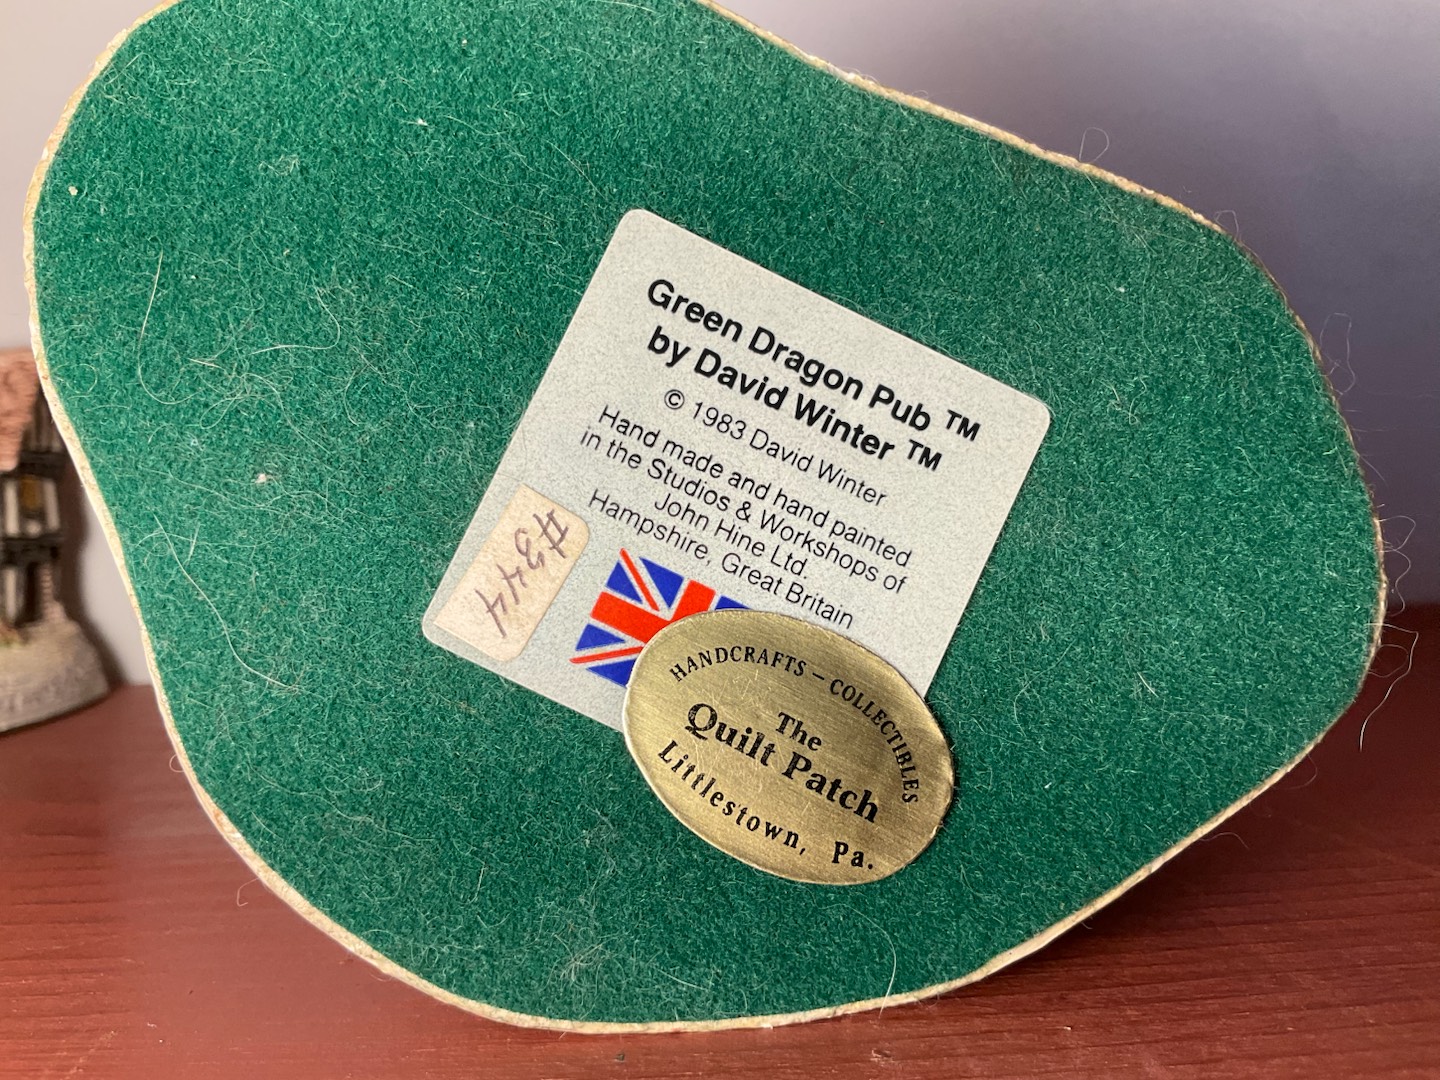 Green Dragon Pub ™
by David Winter ™
© 1983 David Winter
Hand made and hand painted
in the Studios & Workshops of
John Hine Ltd.
Hampshire, Great Britain
#344
HANDCRAFTS – COLLECTIBLES
The
Quilt Patch
Littlestown, Pa.